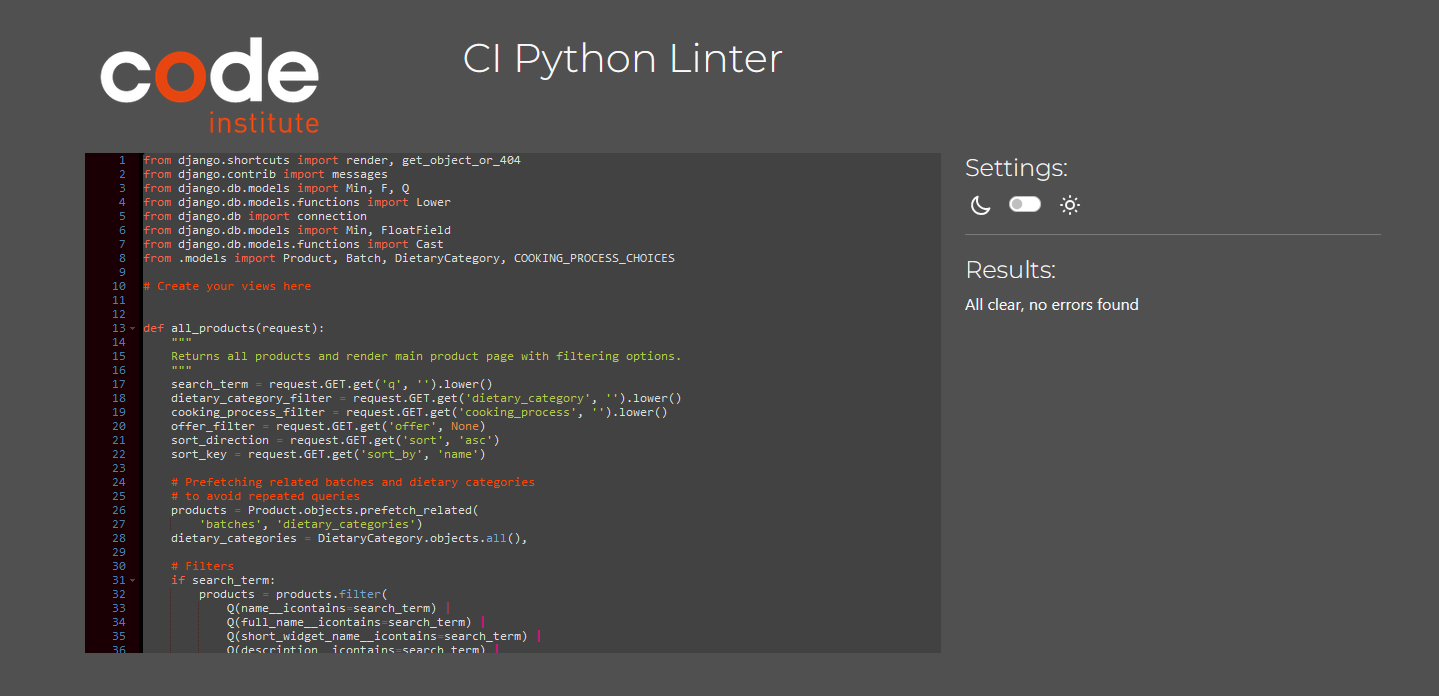 code
institute
CI Python Linter
1 from django.shortcuts import render, get_object_or_404
2 from django.contrib import messages
3 from django.db.models import Min, F, Q
4 from django.db.models.functions import Lower
5 from django.db import connection
6 from django.db.models import Min, FloatField
7 from django.db.models.functions import Cast
8 from .models import Product, Batch, DietaryCategory, COOKING_PROCESS_CHOICES
9
10 # Create your views here
11
12
13 def all_products(request):
14     """
15     Returns all products and render main product page with filtering options.
16     """
17     search_term = request.GET.get('q', '').lower()
18     dietary_category_filter = request.GET.get('dietary_category', '').lower()
19     cooking_process_filter = request.GET.get('cooking_process', '').lower()
20     offer_filter = request.GET.get('offer', None)
21     sort_direction = request.GET.get('sort', 'asc')
22     sort_key = request.GET.get('sort_by', 'name')
23
24     # Prefetching related batches and dietary categories
25     # to avoid repeated queries
26     products = Product.objects.prefetch_related(
27         'batches', 'dietary_categories')
28     dietary_categories = DietaryCategory.objects.all(),
29
30     # Filters
31     if search_term:
32         products = products.filter(
33             Q(name__icontains=search_term) |
34             Q(full_name__icontains=search_term) |
35             Q(short_widget_name__icontains=search_term) |
36             Q(description__icontains=search_term) |
Settings:
Results:
All clear, no errors found